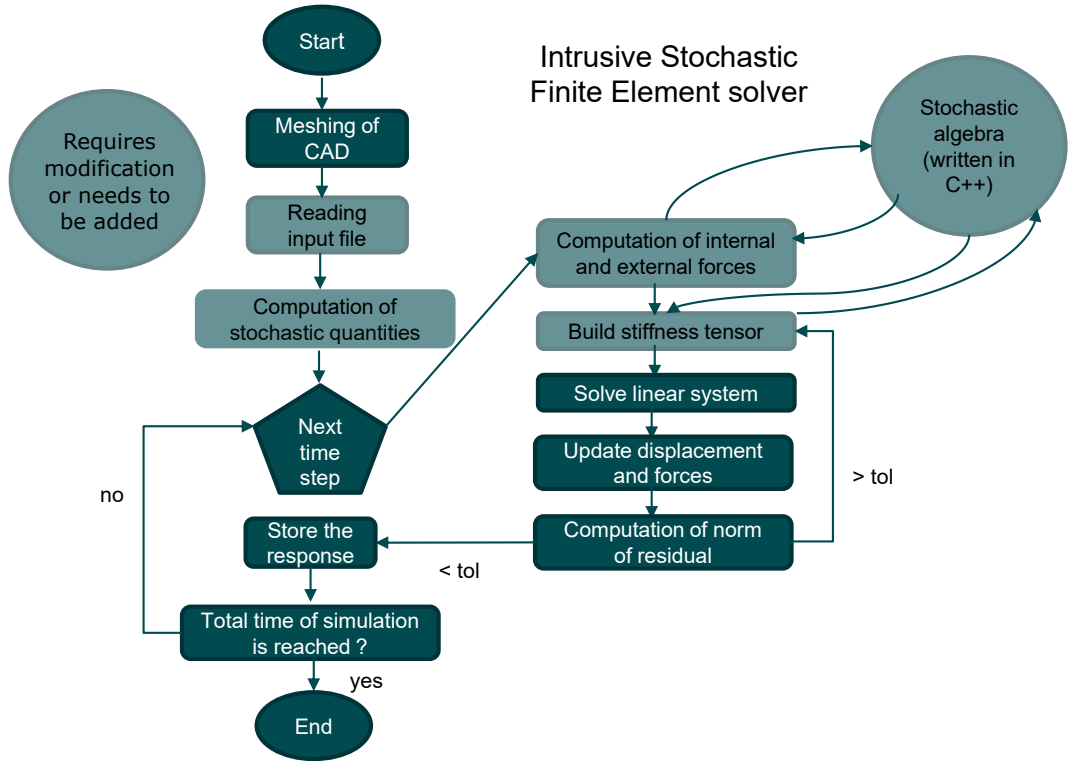 Start
Intrusive Stochastic
Finite Element solver
Requires
modification
or needs to
be added
Meshing of
CAD
Stochastic
algebra
(written in
C++)
Reading
input file
Computation of internal
and external forces
Computation of
stochastic quantities
Build stiffness tensor
Solve linear system
Next
time
step
Update displacement
and forces
no
> tol
Store the
response
Computation of norm
of residual
< tol
Total time of simulation
is reached ?
yes
End